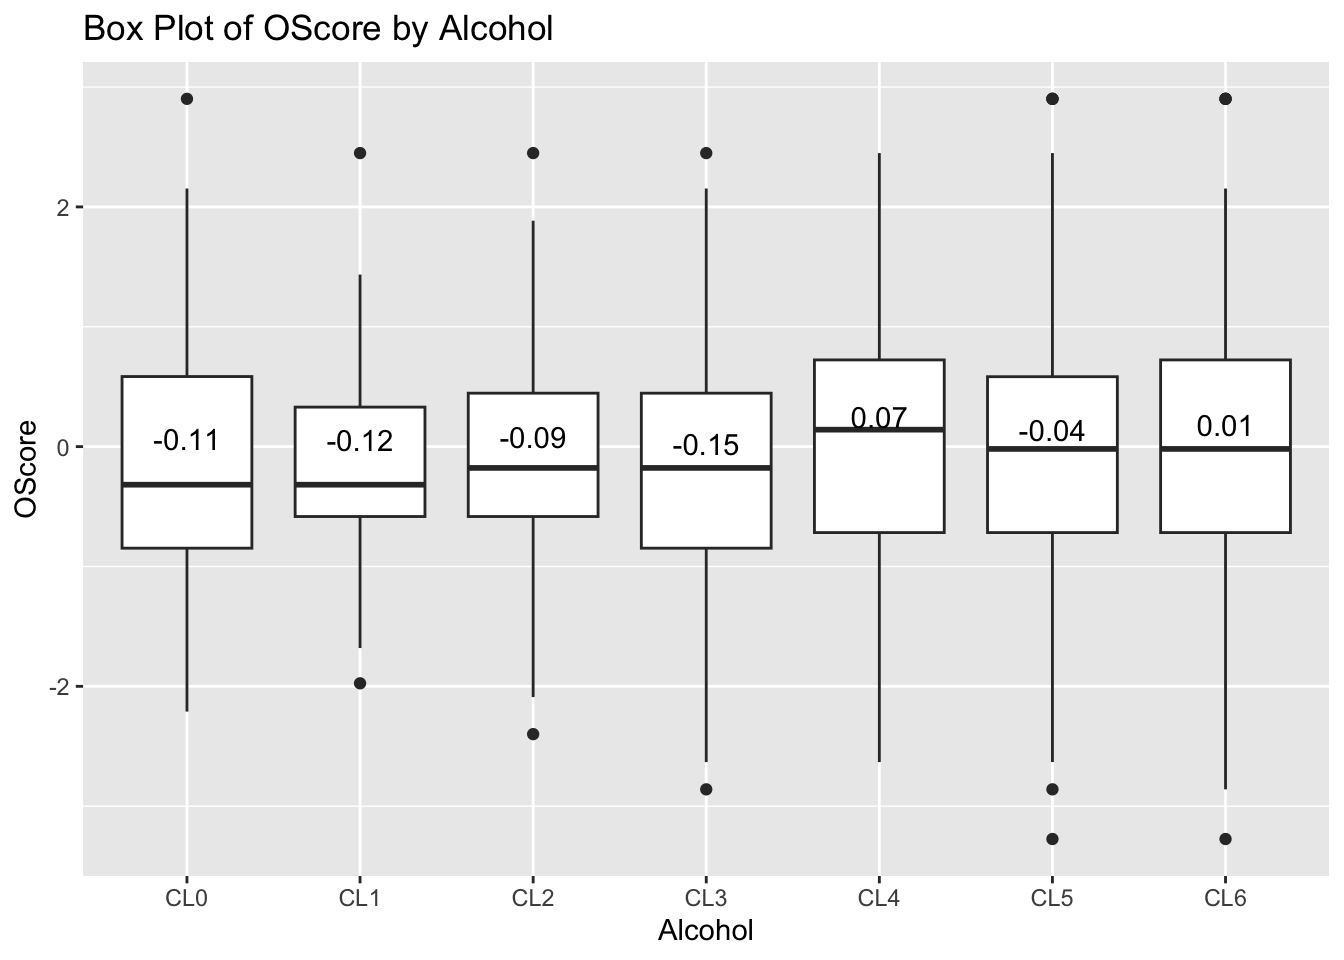 Box Plot of OScore by Alcohol
OScore
2
0
-2
-0.11
-0.12
-0.09
-0.15
0.07
-0.04
0.01
CL0 CL1 CL2 CL3 CL4 CL5 CL6
Alcohol